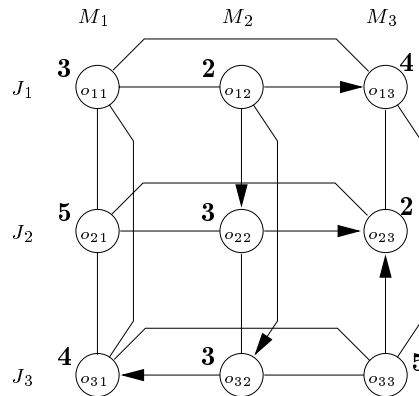 M₁ M₂ M₃
3 2 4
J₁ o₁₁ o₁₂ o₁₃
5 3 2
J₂ o₂₁ o₂₂ o₂₃
4 3 5
J₃ o₃₁ o₃₂ o₃₃